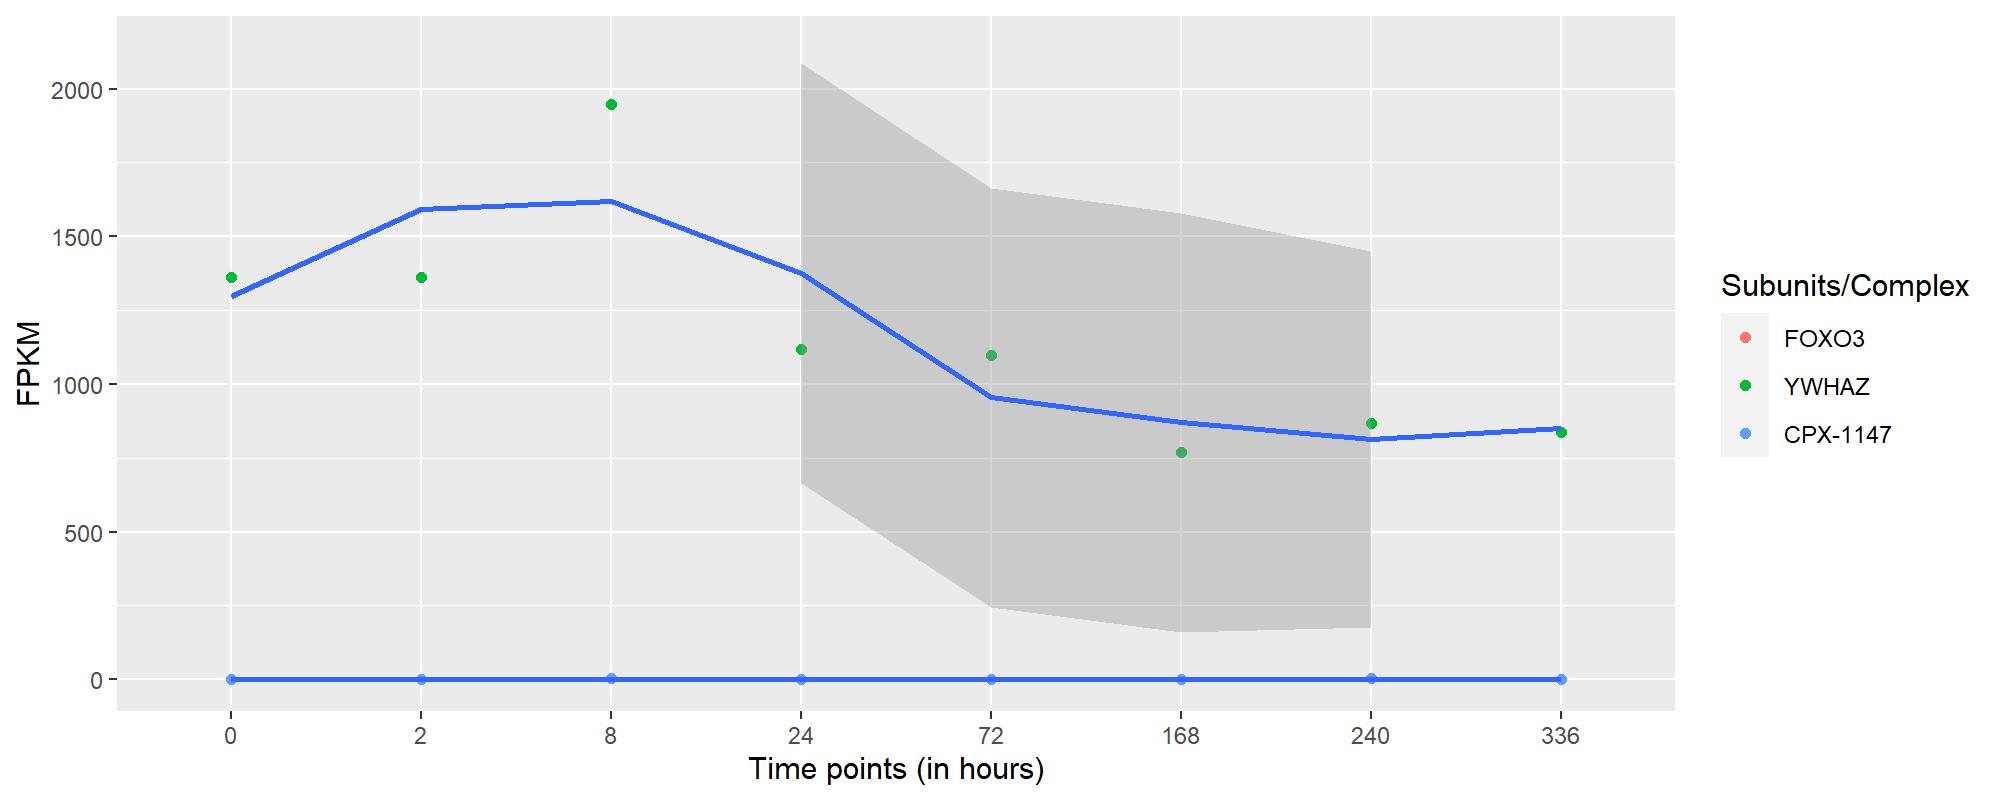 2000
1500
1000
500
0
FPKM
0 2 8 24 72 168 240 336
Time points (in hours)
Subunits/Complex
FOXO3
YWHAZ
CPX-1147